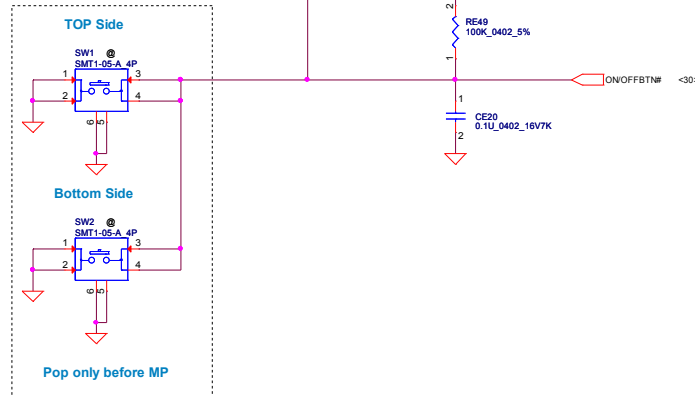 TOP Side
SW1 @
SMT1-05-A_4P
1
2
3
4
6
5
2
RE49
100K_0402_5%
1
ON/OFFBTN# <30>
1
CE20
0.1U_0402_16V7K
2
Bottom Side
SW2 @
SMT1-05-A_4P
1
2
3
4
6
5
Pop only before MP